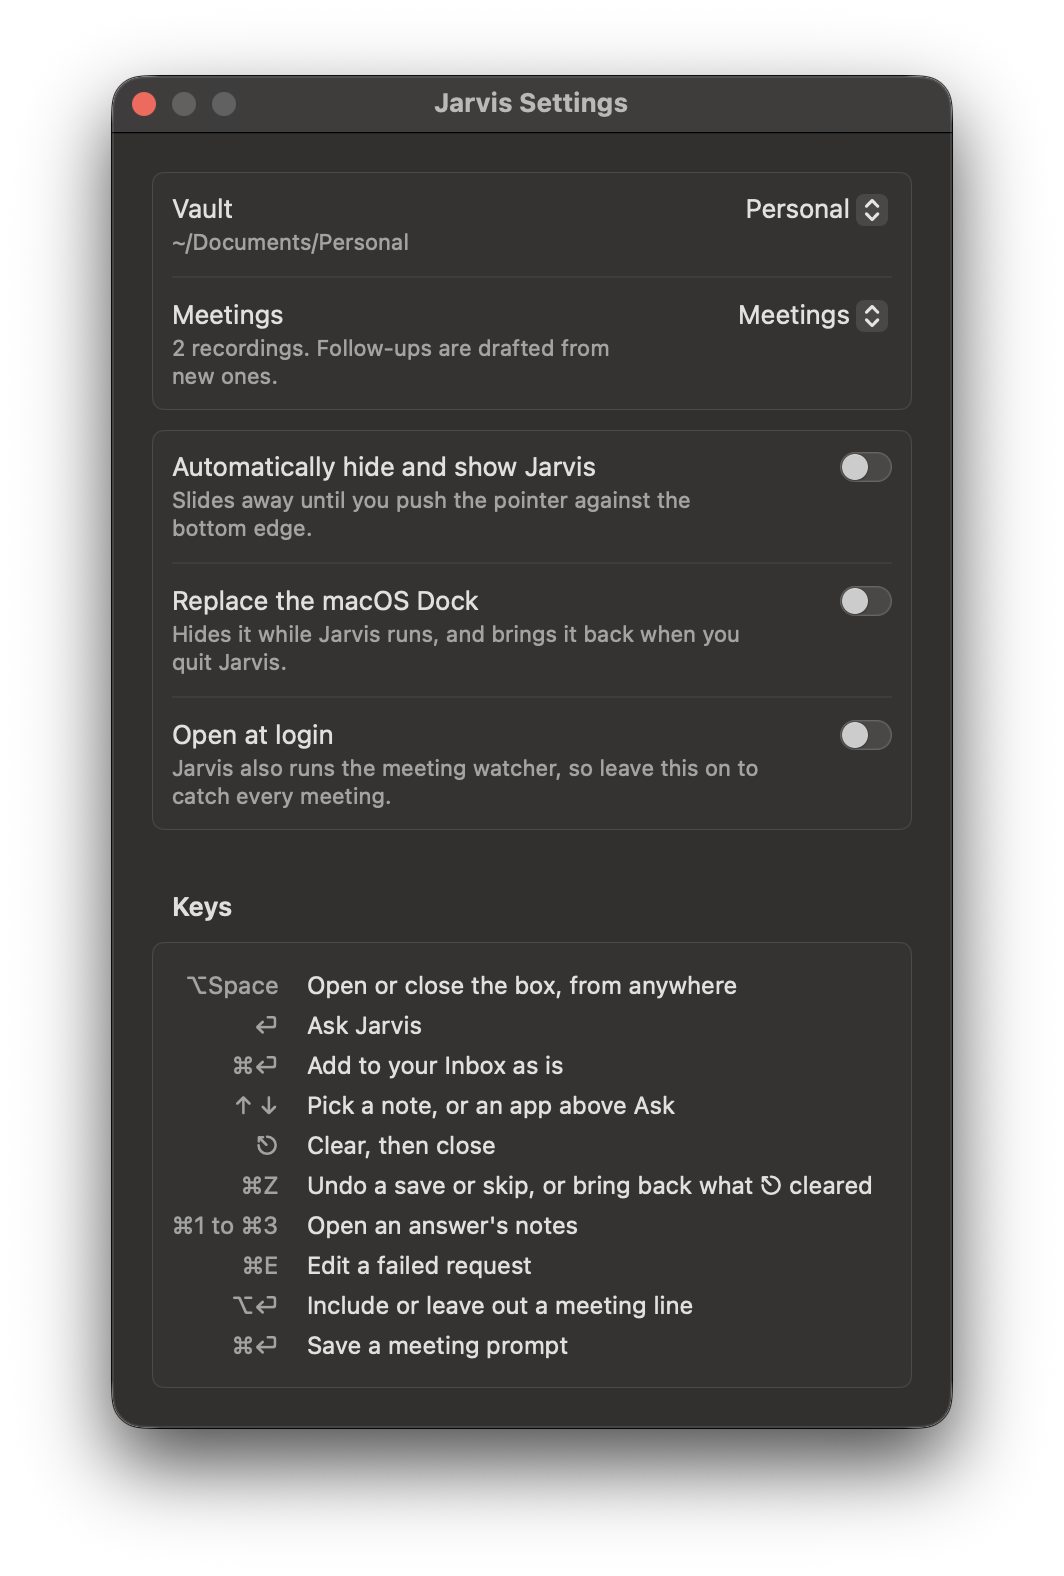 Jarvis Settings
Vault
Personal
~/Documents/Personal
Meetings
Meetings
2 recordings. Follow-ups are drafted from
new ones.
Automatically hide and show Jarvis
Slides away until you push the pointer against the
bottom edge.
Replace the macOS Dock
Hides it while Jarvis runs, and brings it back when you
quit Jarvis.
Open at login
Jarvis also runs the meeting watcher, so leave this on to
catch every meeting.
Keys
⌥Space Open or close the box, from anywhere
↩ Ask Jarvis
⌘↩ Add to your Inbox as is
↑ ↓ Pick a note, or an app above Ask
⎋ Clear, then close
⌘Z Undo a save or skip, or bring back what ⎋ cleared
⌘1 to ⌘3 Open an answer's notes
⌘E Edit a failed request
⌥↩ Include or leave out a meeting line
⌘↩ Save a meeting prompt